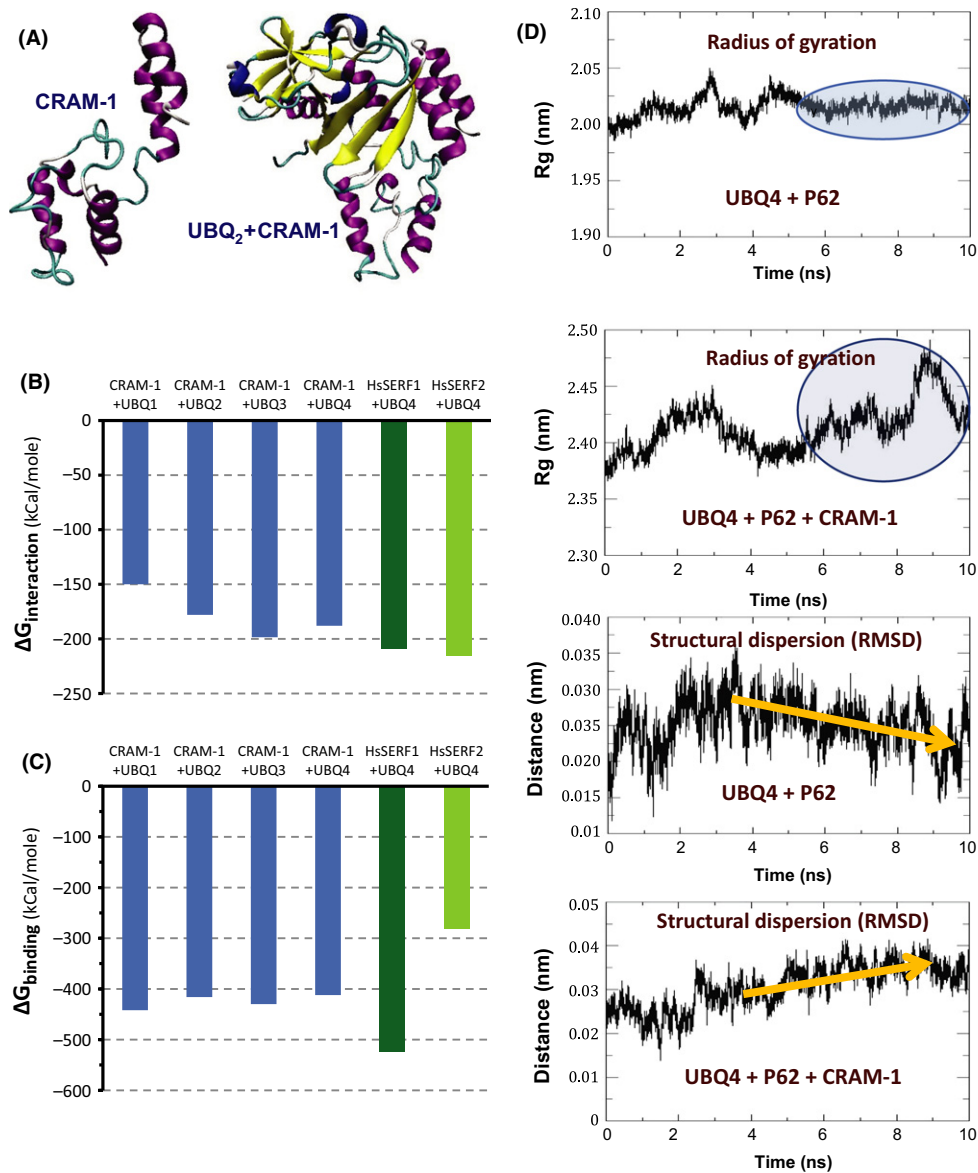 (A)
CRAM-1
UBQ2+CRAM-1
(B)
CRAM-1 CRAM-1 CRAM-1 CRAM-1 HsSERF1 HsSERF2
+UBQ1 +UBQ2 +UBQ3 +UBQ4 +UBQ4 +UBQ4
0
−50
−100
−150
−200
−250
ΔGinteraction (kCal/mole)
(C)
CRAM-1 CRAM-1 CRAM-1 CRAM-1 HsSERF1 HsSERF2
+UBQ1 +UBQ2 +UBQ3 +UBQ4 +UBQ4 +UBQ4
0
−100
−200
−300
−400
−500
−600
ΔGbinding (kCal/mole)
(D)
2.10
2.05
2.00
1.95
1.90
Rg (nm)
Radius of gyration
UBQ4 + P62
0 2 4 6 8 10
Time (ns)
2.50
2.45
2.40
2.35
2.30
Rg (nm)
Radius of gyration
UBQ4 + P62 + CRAM-1
0 2 4 6 8 10
Time (ns)
0.040
0.035
0.030
0.025
0.020
0.015
0.01
Distance (nm)
Structural dispersion (RMSD)
UBQ4 + P62
0 2 4 6 8 10
Time (ns)
0.05
0.04
0.03
0.02
0.01
0
Distance (nm)
Structural dispersion (RMSD)
UBQ4 + P62 + CRAM-1
0 2 4 6 8 10
Time (ns)